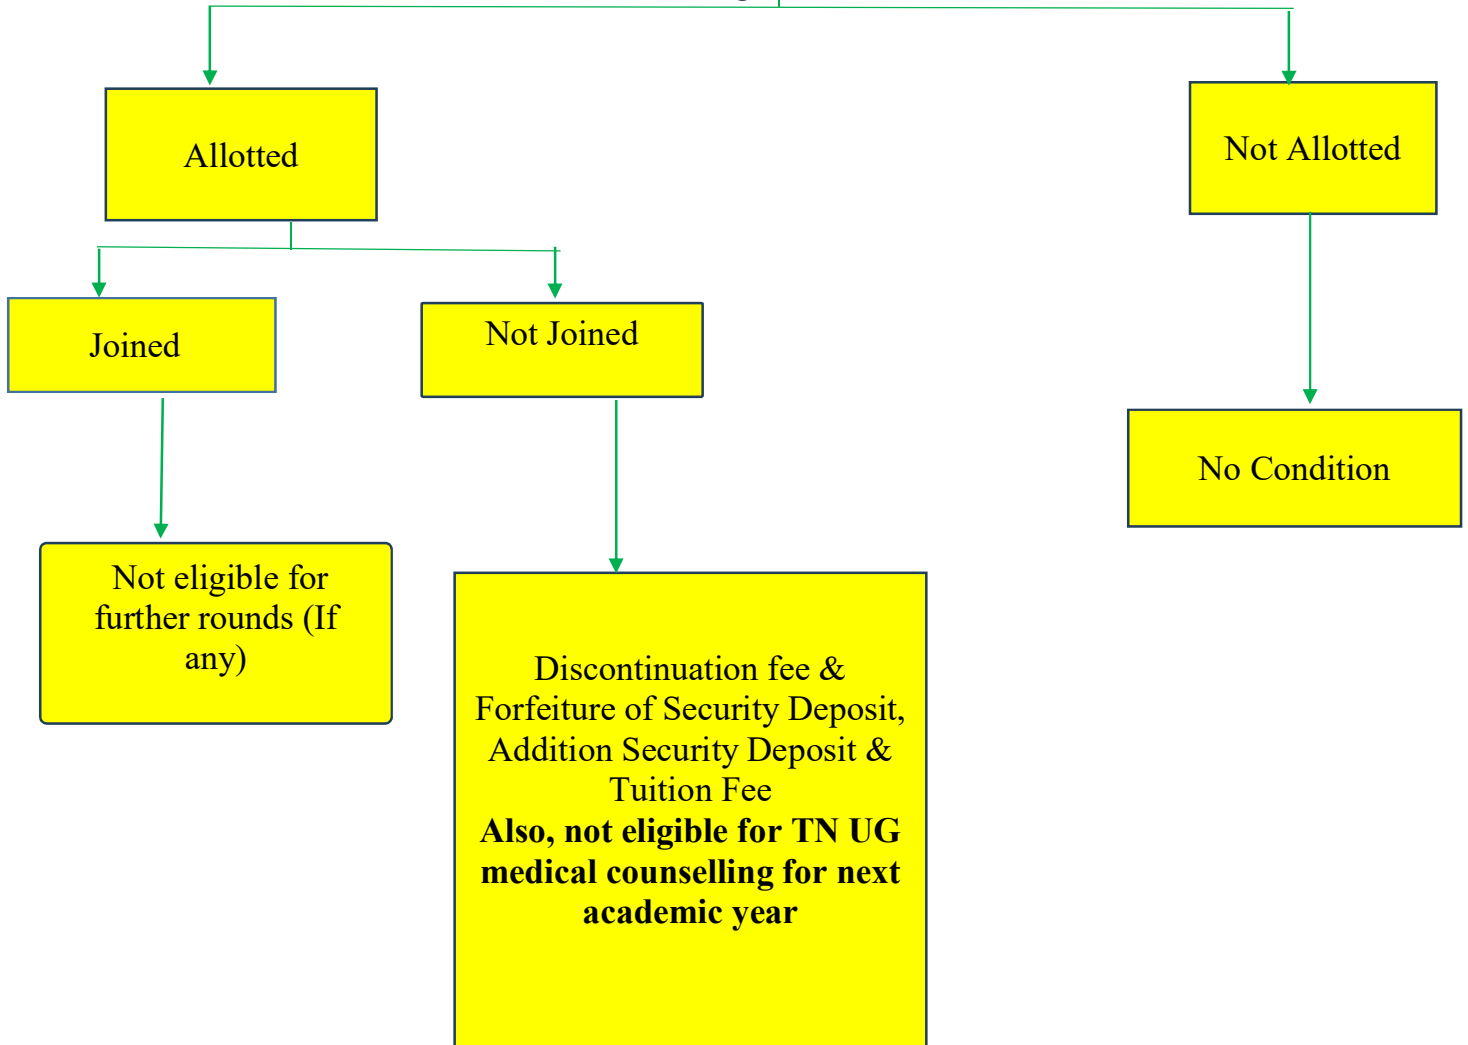 Allotted
Not Allotted
Joined
Not Joined
No Condition
Not eligible for
further rounds (If
any)
Discontinuation fee &
Forfeiture of Security Deposit,
Addition Security Deposit &
Tuition Fee
Also, not eligible for TN UG
medical counselling for next
academic year